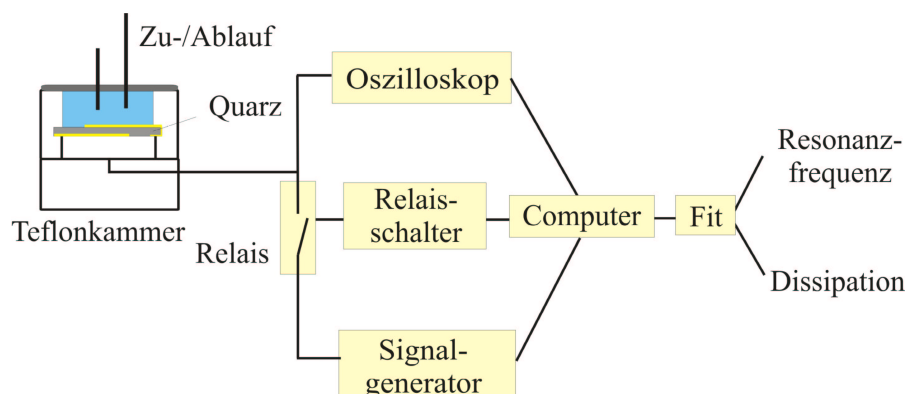 Zu-/Ablauf
Oszilloskop
Quarz
Resonanz-
frequenz
Relais-
schalter
Computer
Fit
Teflonkammer
Relais
Dissipation
Signal-
generator